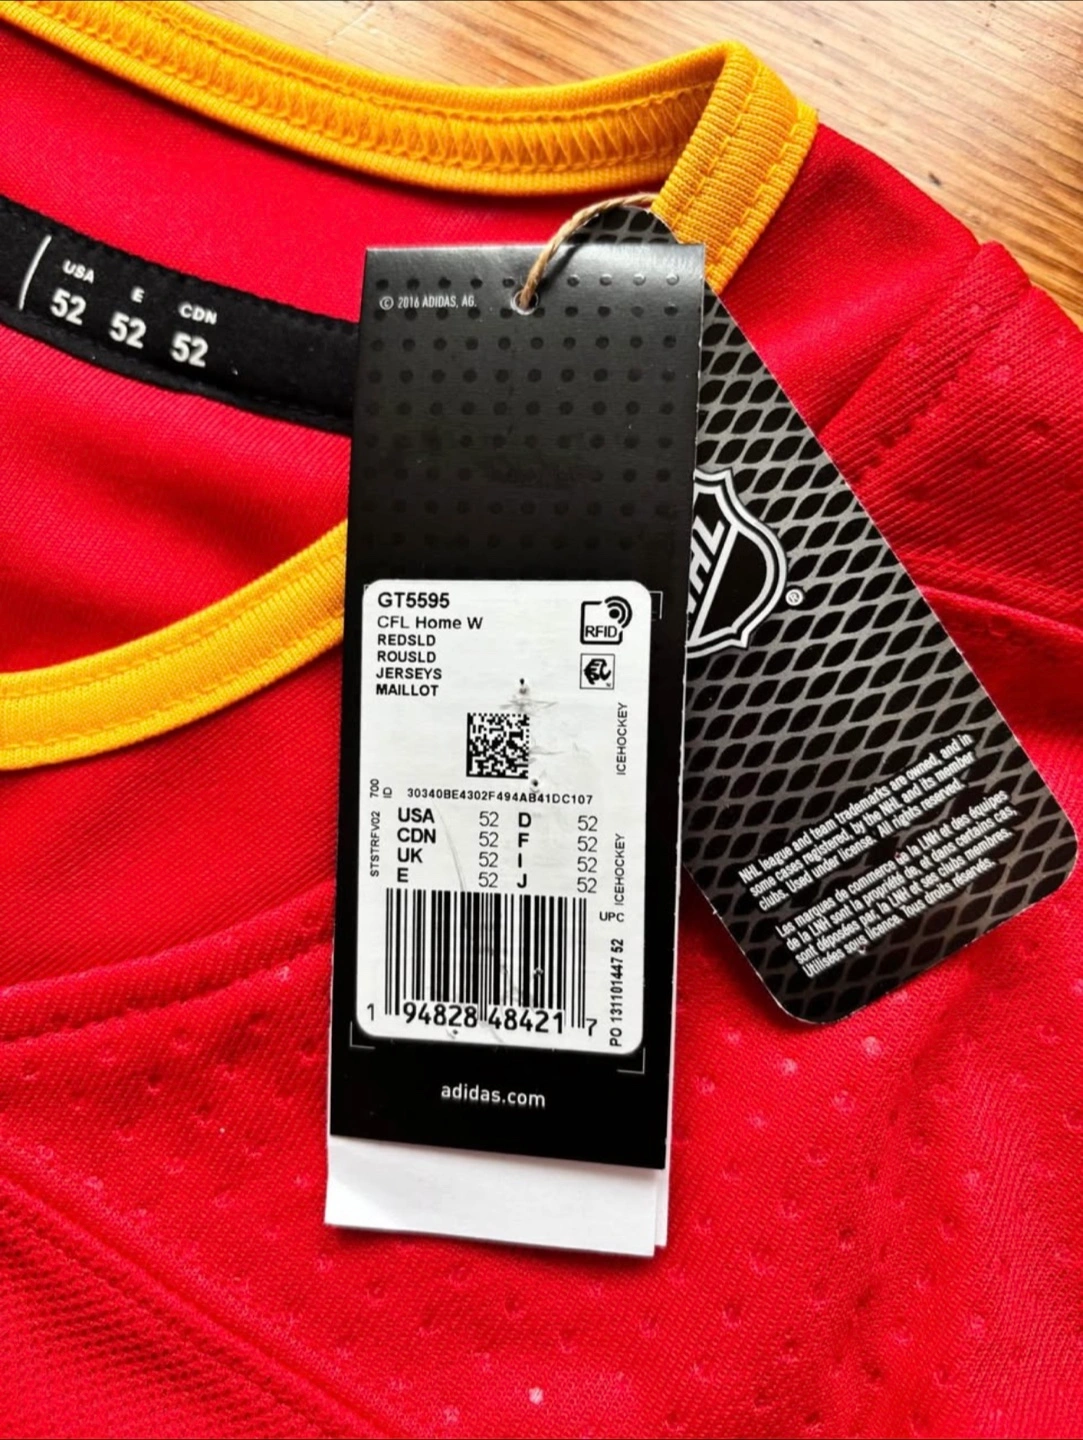 USA E CDN
52 52 52
© 2016 ADIDAS, AG.
NHL
®
GT5595
CFL Home W
REDSLD
ROUSLD
JERSEYS
MAILLOT
RFID
ICEHOCKEY
STSTRFV02 700
ID 30340BE4302F494AB41DC107
USA 52 D 52
CDN 52 F 52
UK 52 I 52
E 52 J 52
ICEHOCKEY
UPC
PO 131101447 52
1 94828 48421 7
adidas.com
NHL league and team trademarks are owned, and in
some cases registered, by the NHL and its member
clubs. Used under license. All rights reserved.
Les marques de commerce de la LNH et des équipes
de la LNH sont la propriété de, et dans certains cas,
sont déposées par, la LNH et ses clubs membres.
Utilisées sous licence. Tous droits réservés.